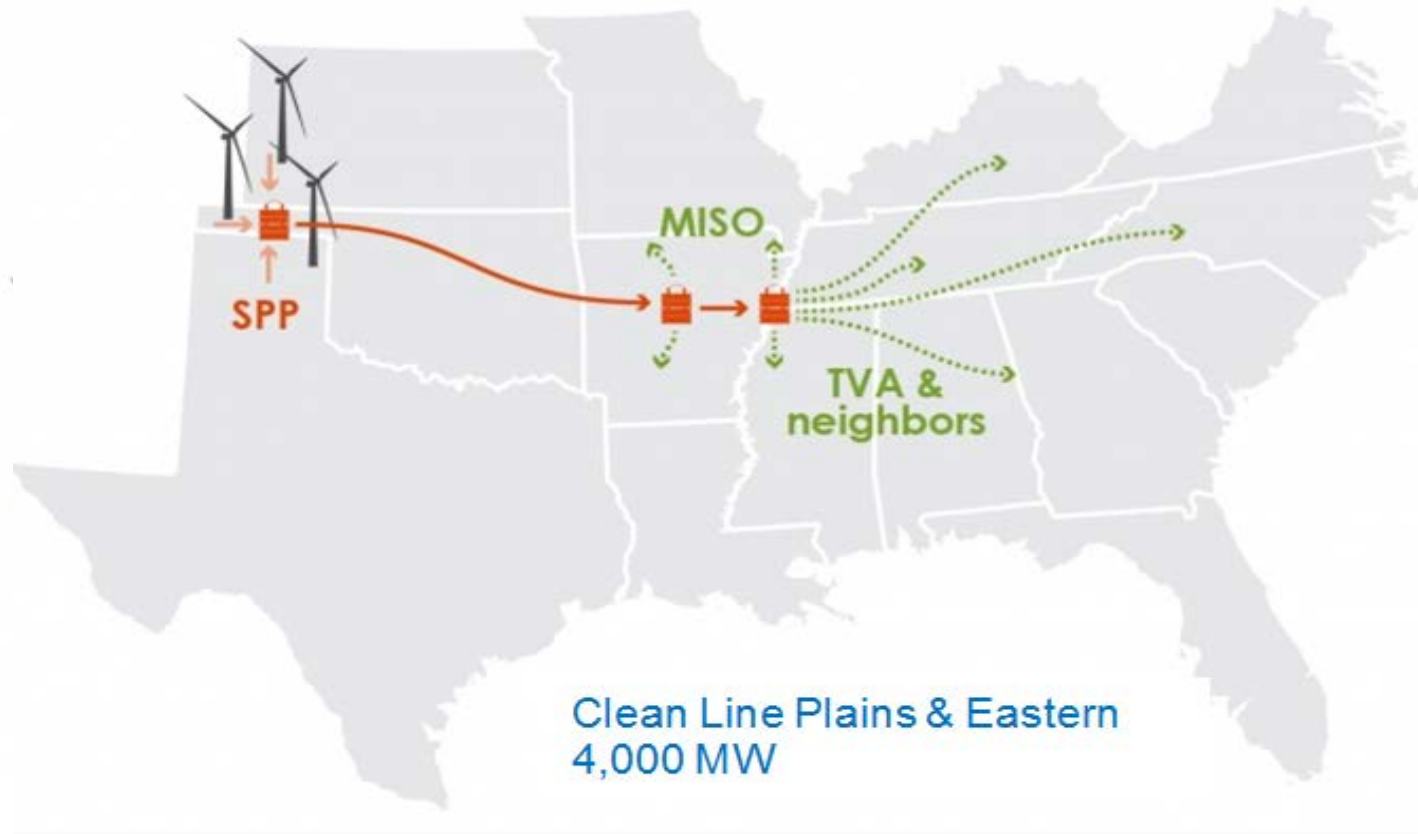 MISO
SPP
TVA &
neighbors
Clean Line Plains & Eastern
4,000 MW